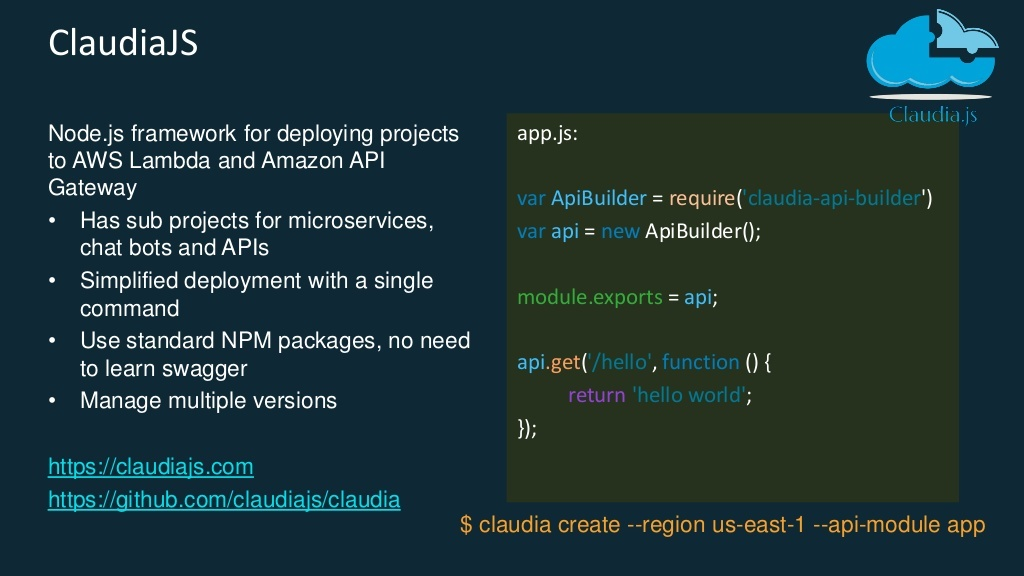 ClaudiaJS
Claudia.js
Node.js framework for deploying projects
to AWS Lambda and Amazon API
Gateway
• Has sub projects for microservices,
chat bots and APIs
• Simplified deployment with a single
command
• Use standard NPM packages, no need
to learn swagger
• Manage multiple versions
https://claudiajs.com
https://github.com/claudiajs/claudia
app.js:
var ApiBuilder = require('claudia-api-builder')
var api = new ApiBuilder();
module.exports = api;
api.get('/hello', function () {
return 'hello world';
});
$ claudia create --region us-east-1 --api-module app